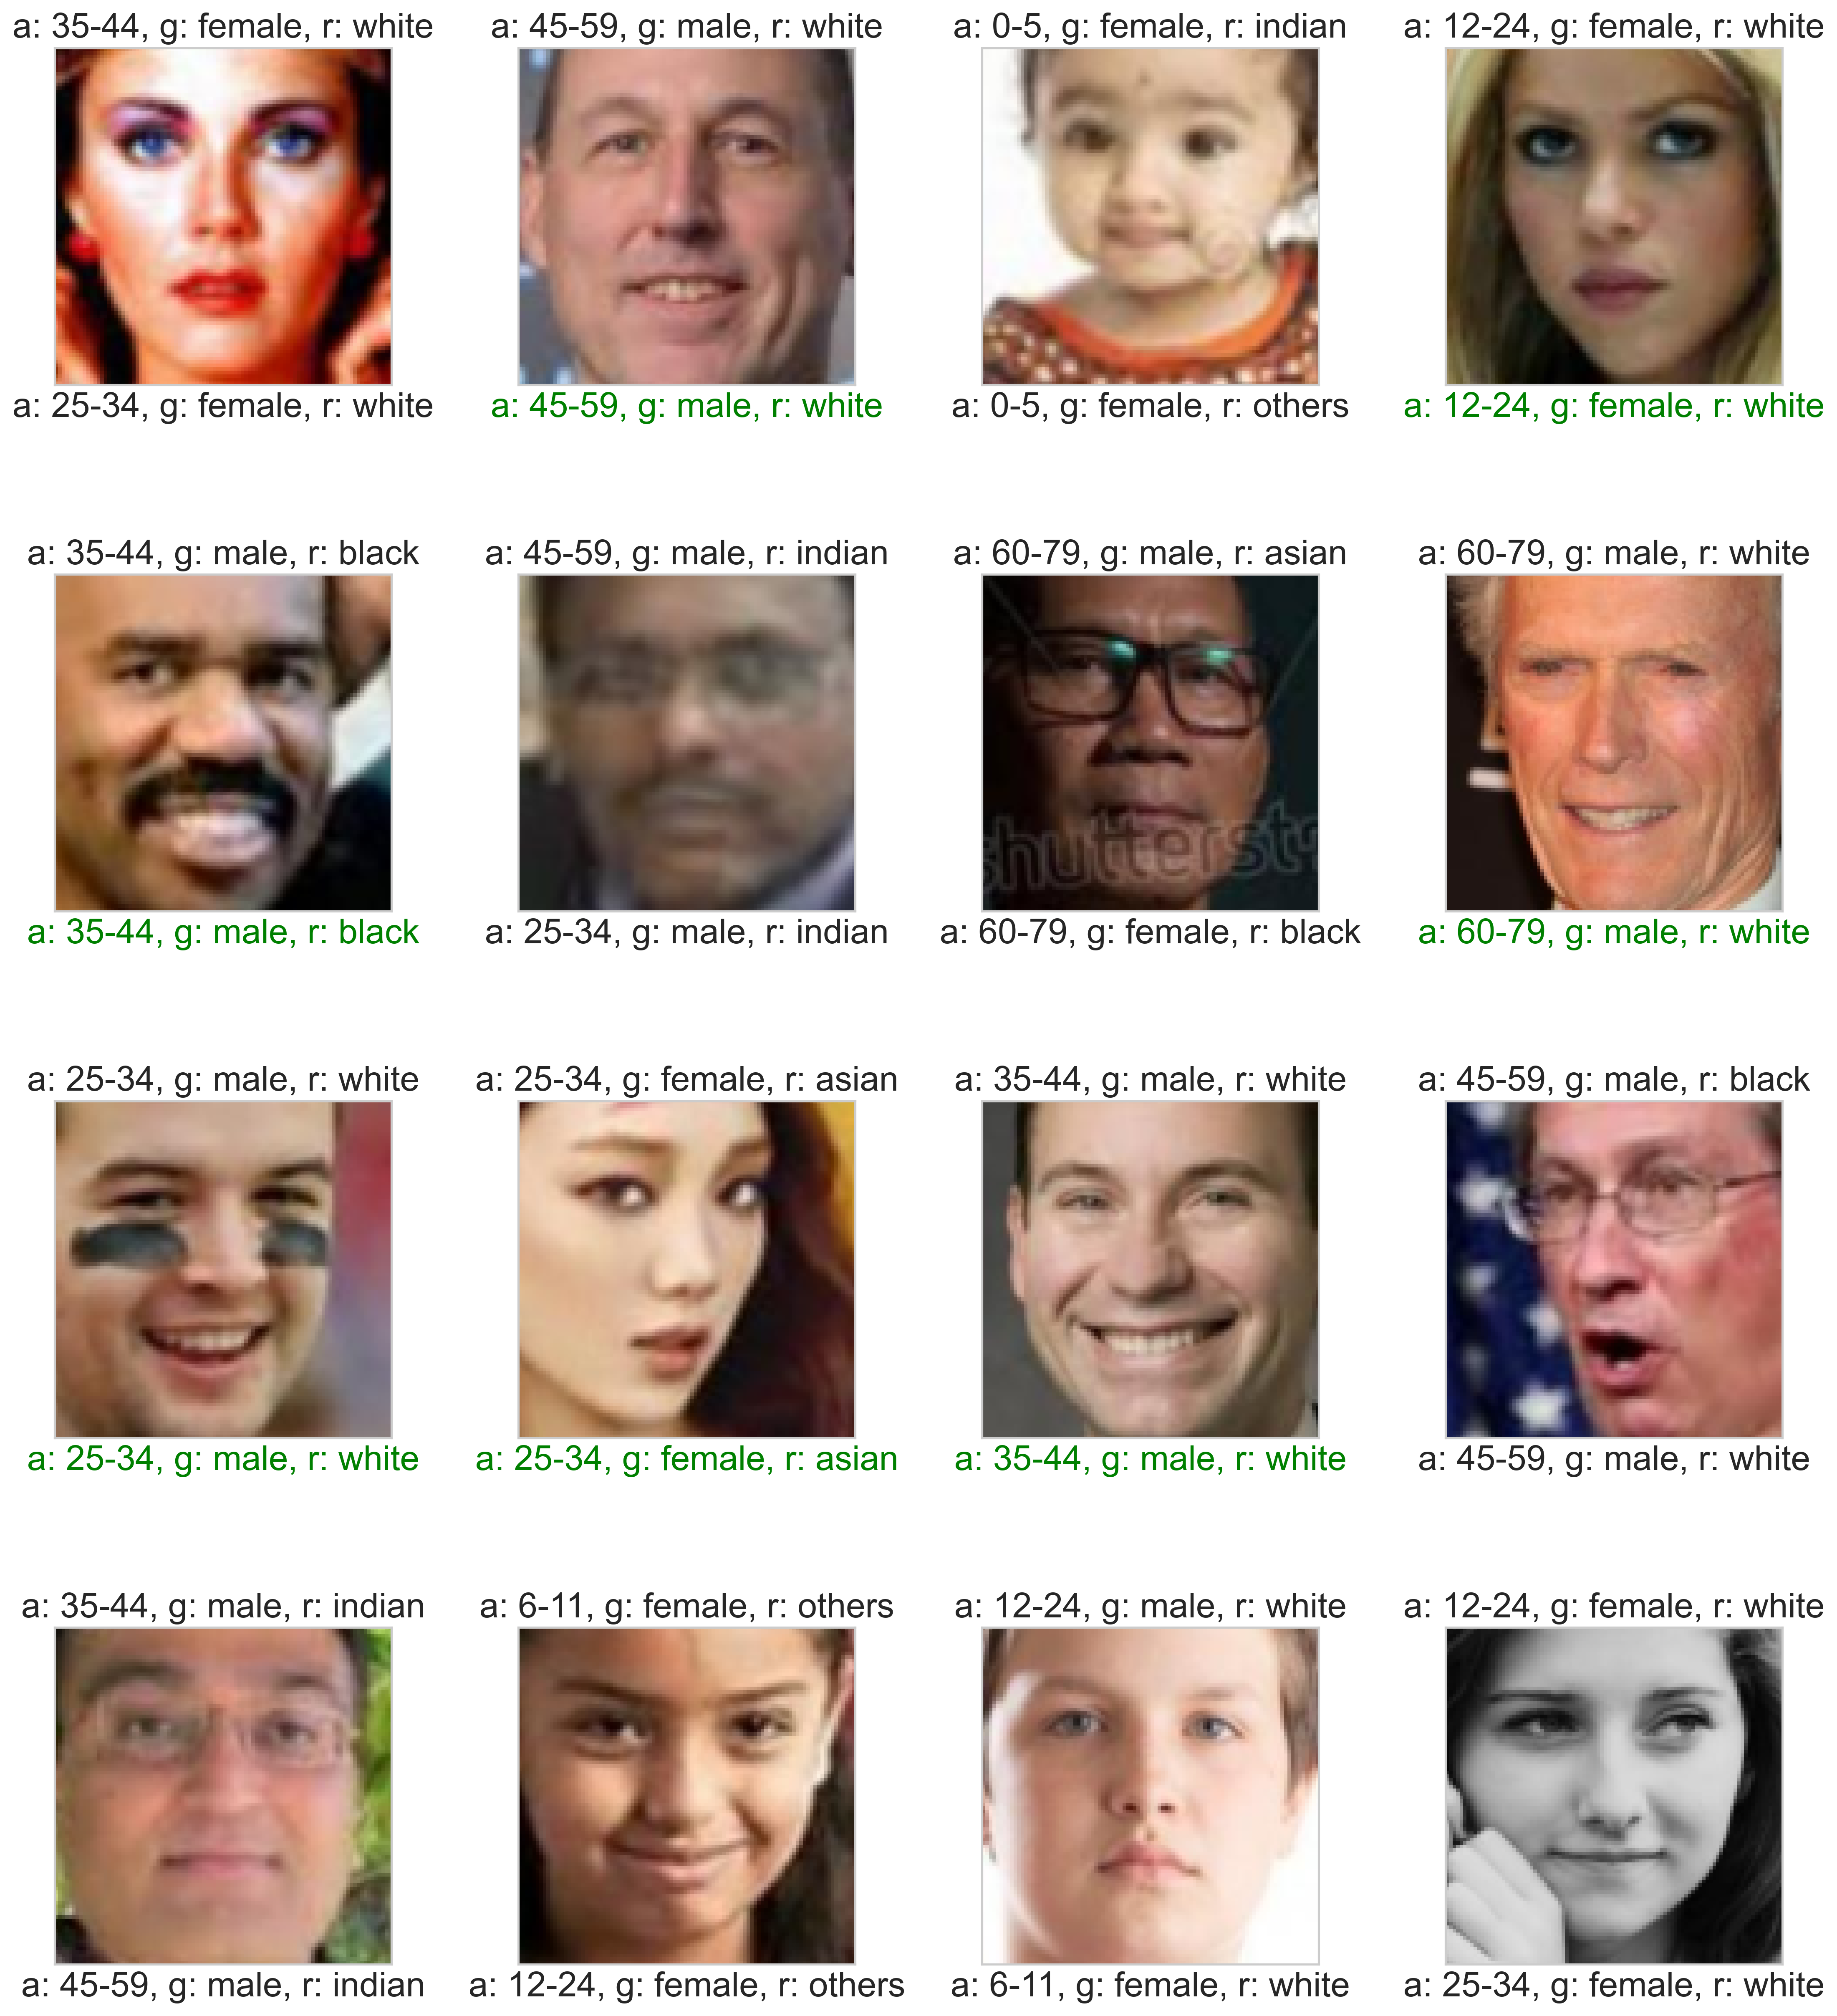 a: 35-44, g: female, r: white
a: 45-59, g: male, r: white
a: 0-5, g: female, r: indian
a: 12-24, g: female, r: white
a: 25-34, g: female, r: white
a: 45-59, g: male, r: white
a: 0-5, g: female, r: others
a: 12-24, g: female, r: white
a: 35-44, g: male, r: black
a: 45-59, g: male, r: indian
a: 60-79, g: male, r: asian
a: 60-79, g: male, r: white
shutterst
a: 35-44, g: male, r: black
a: 25-34, g: male, r: indian
a: 60-79, g: female, r: black
a: 60-79, g: male, r: white
a: 25-34, g: male, r: white
a: 25-34, g: female, r: asian
a: 35-44, g: male, r: white
a: 45-59, g: male, r: black
a: 25-34, g: male, r: white
a: 25-34, g: female, r: asian
a: 35-44, g: male, r: white
a: 45-59, g: male, r: white
a: 35-44, g: male, r: indian
a: 6-11, g: female, r: others
a: 12-24, g: male, r: white
a: 12-24, g: female, r: white
a: 45-59, g: male, r: indian
a: 12-24, g: female, r: others
a: 6-11, g: female, r: white
a: 25-34, g: female, r: white